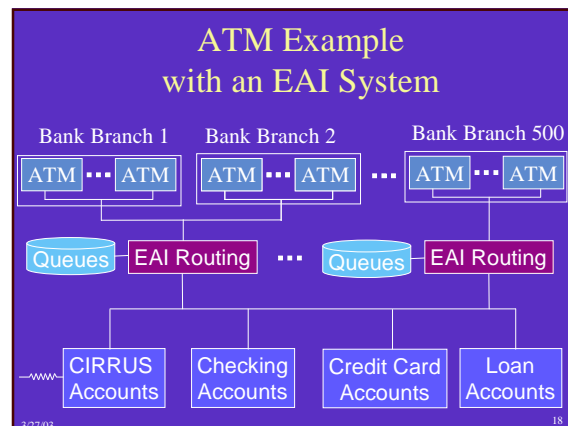 ATM Example
with an EAI System
Bank Branch 1
Bank Branch 2
Bank Branch 500
ATM ▪▪▪ ATM
ATM ▪▪▪ ATM
▪▪▪
ATM ▪▪▪ ATM
Queues
EAI Routing
▪▪▪
Queues
EAI Routing
CIRRUS
Accounts
Checking
Accounts
Credit Card
Accounts
Loan
Accounts
3/27/03
18